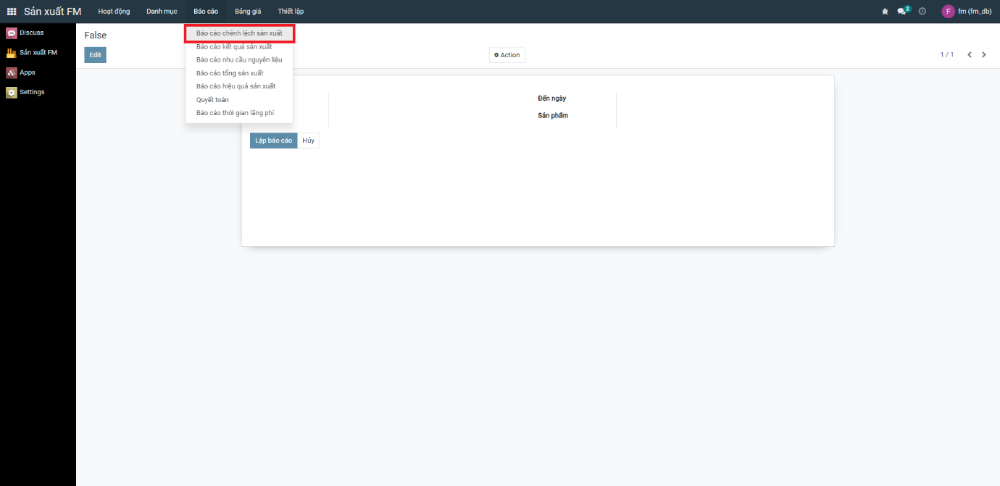 Sản xuất FM
Hoạt động
Danh mục
Báo cáo
Bảng giá
Thiết lập
2
F
fm (fm_db)
Discuss
Sản xuất FM
Apps
Settings
False
Edit
Action
1 / 1
Báo cáo chênh lệch sản xuất
Báo cáo kết quả sản xuất
Báo cáo nhu cầu nguyên liệu
Báo cáo tổng sản xuất
Báo cáo hiệu quả sản xuất
Quyết toán
Báo cáo thời gian lãng phí
Đến ngày
Sản phẩm
Lập báo cáo
Hủy